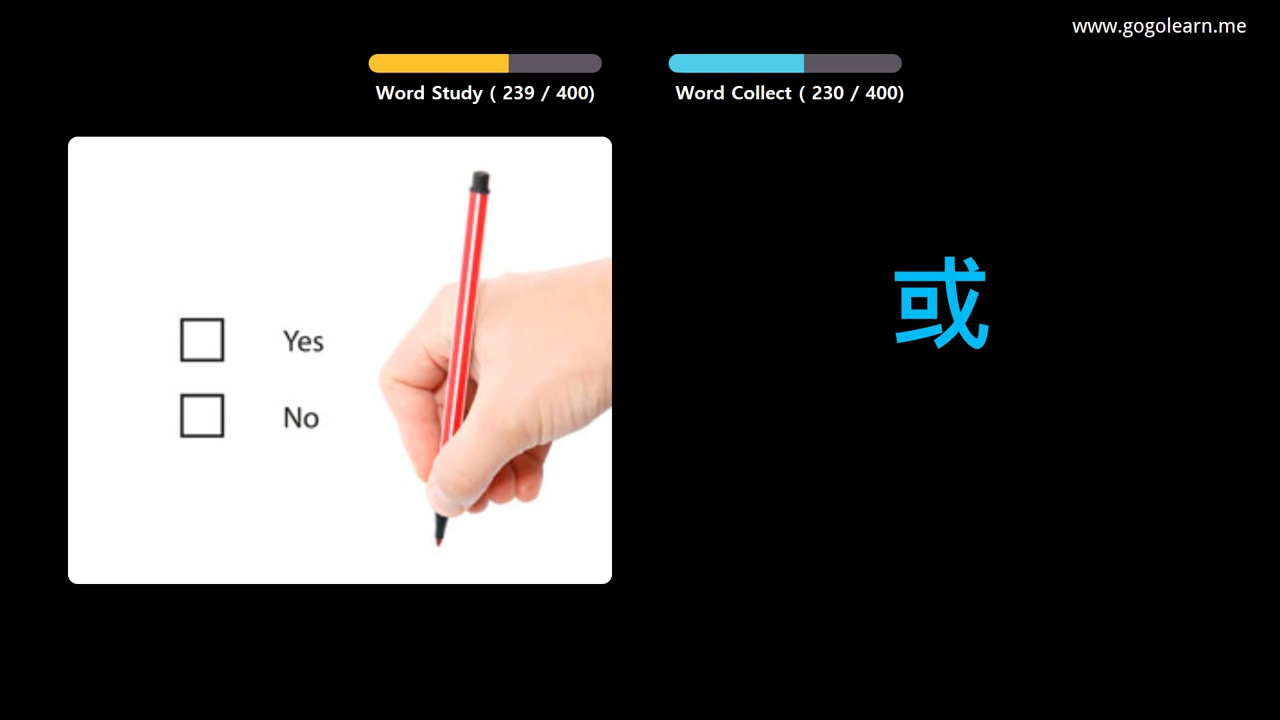 www.gogolearn.me
Word Study ( 239 / 400)
Word Collect ( 230 / 400)
或
Yes
No